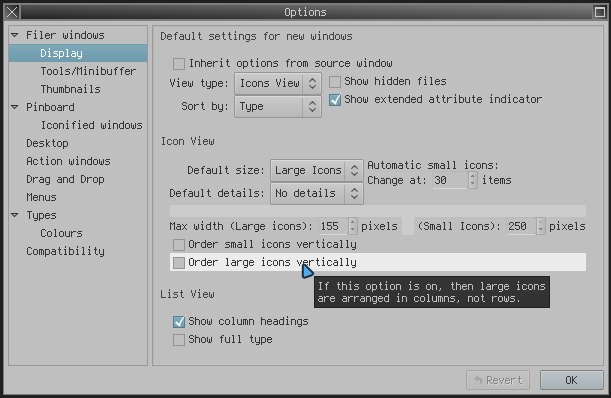 Options
Filer windows
Display
Tools/Minibuffer
Thumbnails
Pinboard
Iconified windows
Desktop
Action windows
Drag and Drop
Menus
Types
Colours
Compatibility
Default settings for new windows
Inherit options from source window
View type: Icons View Show hidden files
Sort by: Type Show extended attribute indicator
Icon View
Default size: Large Icons Automatic small icons:
Change at: 30 items
Default details: No details
Max width (Large icons): 155 pixels (Small Icons): 250 pixels
Order small icons vertically
Order large icons vertically
If this option is on, then large icons
are arranged in columns, not rows.
List View
Show column headings
Show full type
Revert OK